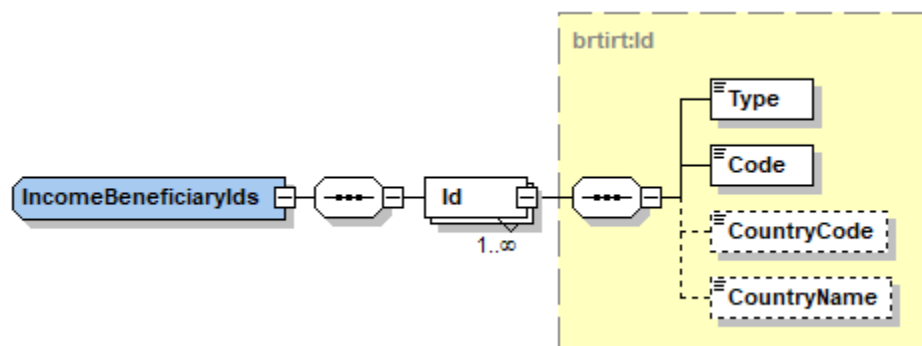 brtirt:Id
Type
Code
IncomeBeneficiaryIds
Id
1..∞
CountryCode
CountryName